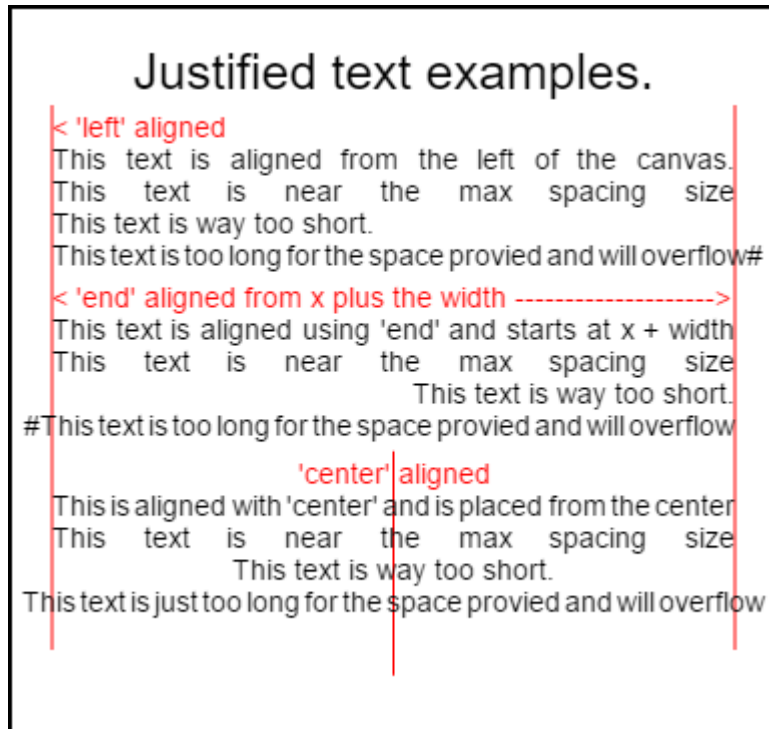 Justified text examples.
< 'left' aligned
This text is aligned from the left of the canvas.
This text is near the max spacing size
This text is way too short.
This text is too long for the space provied and will overflow#
< 'end' aligned from x plus the width -------------------->
This text is aligned using 'end' and starts at x + width
This text is near the max spacing size
This text is way too short.
#This text is too long for the space provied and will overflow
'center' aligned
This is aligned with 'center' and is placed from the center
This text is near the max spacing size
This text is way too short.
This text is just too long for the space provied and will overflow